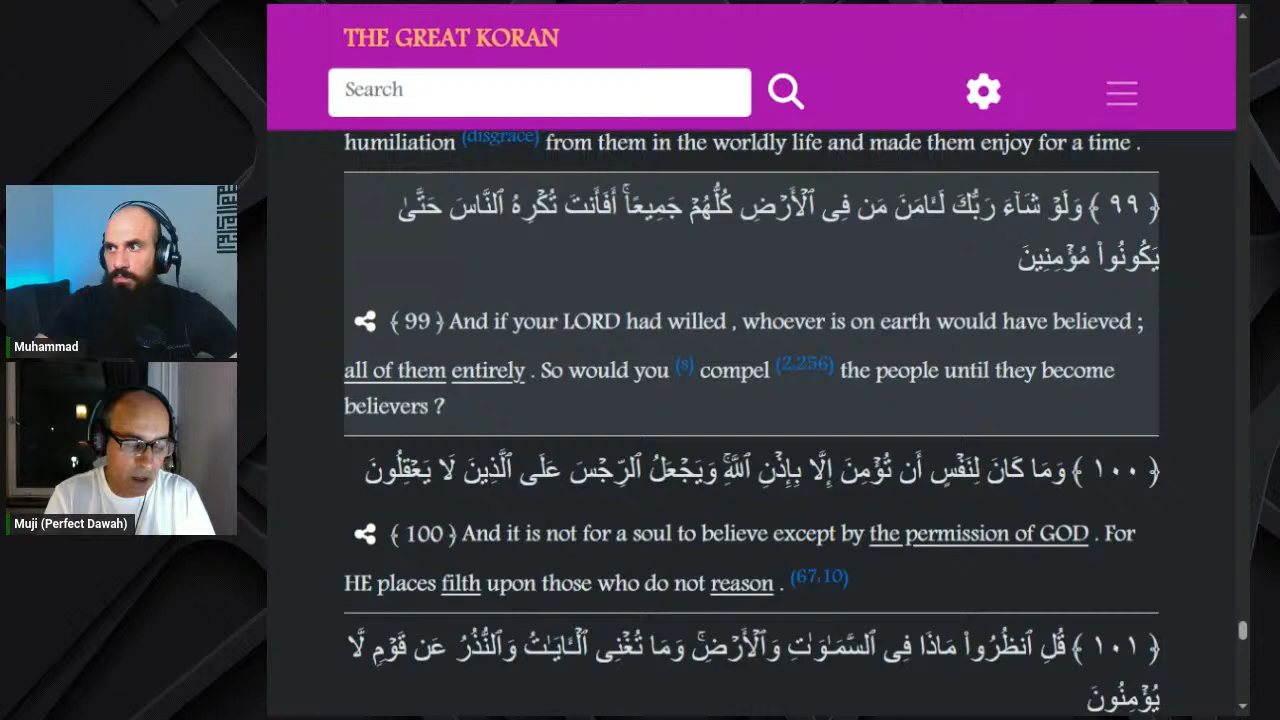 THE GREAT KORAN
Search
humiliation (disgrace) from them in the worldly life and made them enjoy for a time .
﴿ ٩٩ ﴾ وَلَوْ شَآءَ رَبُّكَ لَـَٔامَنَ مَن فِى ٱلْأَرْضِ كُلُّهُمْ جَمِيعًا ۚ أَفَأَنتَ تُكْرِهُ ٱلنَّاسَ حَتَّىٰ
يَكُونُوا۟ مُؤْمِنِينَ
﴾ 99 ﴿ And if your LORD had willed , whoever is on earth would have believed ;
all of them entirely . So would you (s) compel (2,256) the people until they become
believers ?
﴿ ١٠٠ ﴾ وَمَا كَانَ لِنَفْسٍ أَن تُؤْمِنَ إِلَّا بِإِذْنِ ٱللَّهِ ۚ وَيَجْعَلُ ٱلرِّجْسَ عَلَى ٱلَّذِينَ لَا يَعْقِلُونَ
﴾ 100 ﴿ And it is not for a soul to believe except by the permission of GOD . For
HE places filth upon those who do not reason . (67,10)
﴿ ١٠١ ﴾ قُلِ ٱنظُرُوا۟ مَاذَا فِى ٱلسَّمَـٰوَٰتِ وَٱلْأَرْضِ ۚ وَمَا تُغْنِى ٱلْـَٔايَـٰتُ وَٱلنُّذُرُ عَن قَوْمٍ لَّا
يُؤْمِنُونَ
Muhammad
Muji (Perfect Dawah)